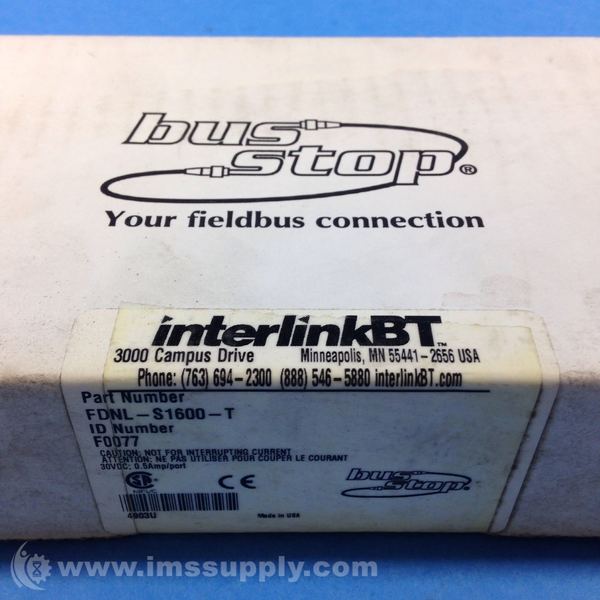 bus
stop®
Your fieldbus connection
interlinkBT™
3000 Campus Drive Minneapolis, MN 55441-2656 USA
Phone: (763) 694-2300 (888) 546-5880 interlinkBT.com
Part Number
FDNL-S1600-T
ID Number
F0077
CAUTION: NOT FOR INTERRUPTING CURRENT
ATTENTION: NE PAS UTILISER POUR COUPER LE COURANT
30VDC; 0.5Amp/port
CE
bus
stop®
4903U
Made in USA
www.imssupply.com